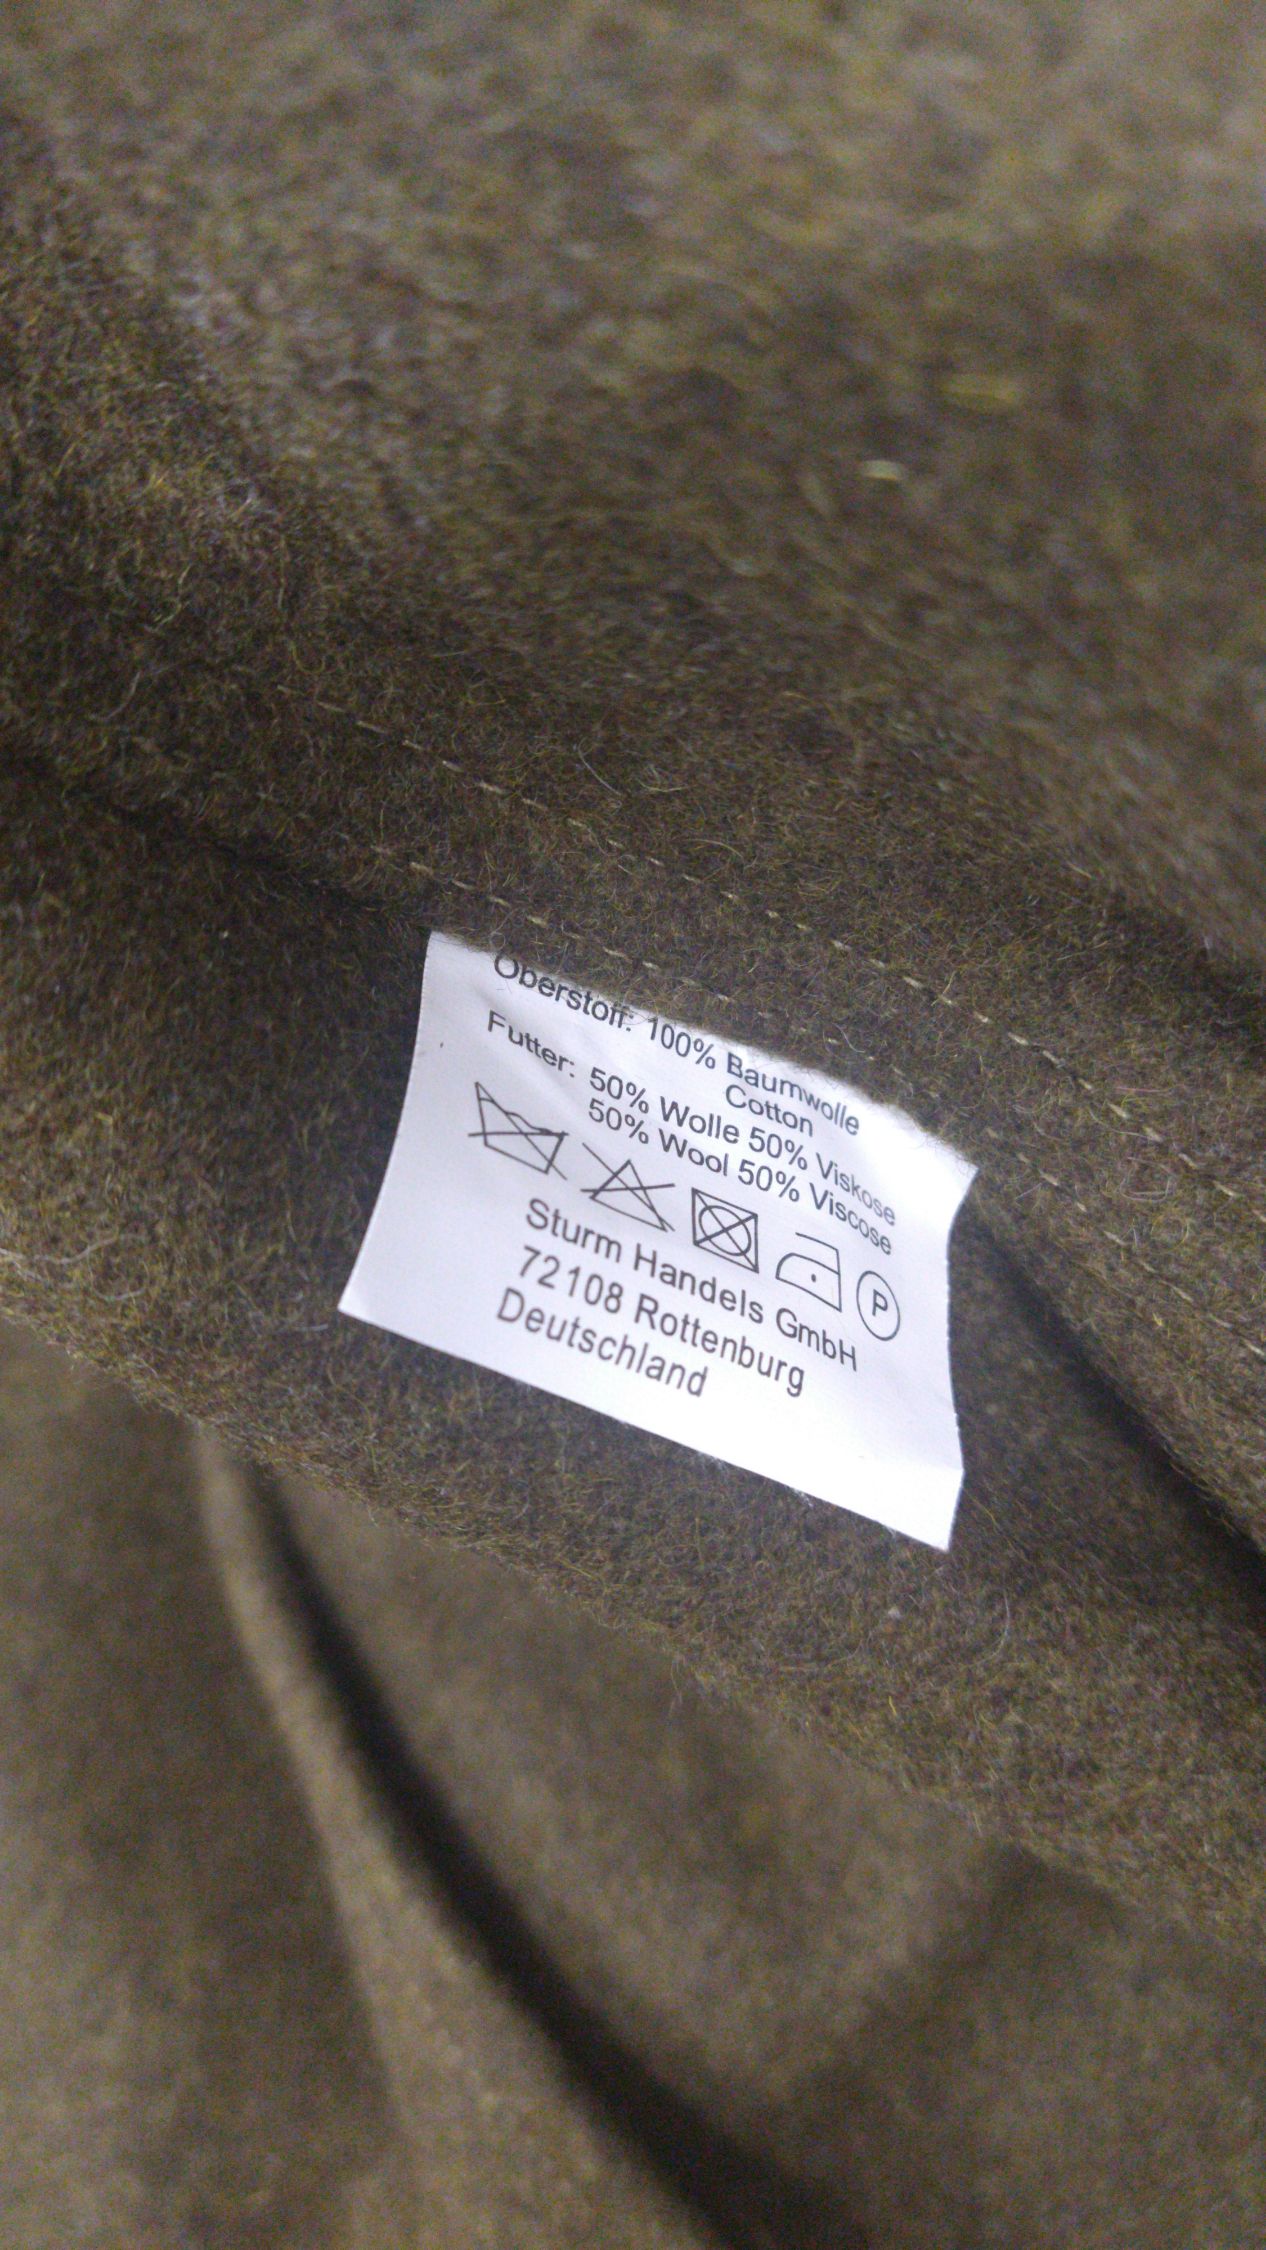 Oberstoff: 100% Baumwolle
Cotton
Futter: 50% Wolle 50% Viskose
50% Wool 50% Viscose
P
Sturm Handels GmbH
72108 Rottenburg
Deutschland